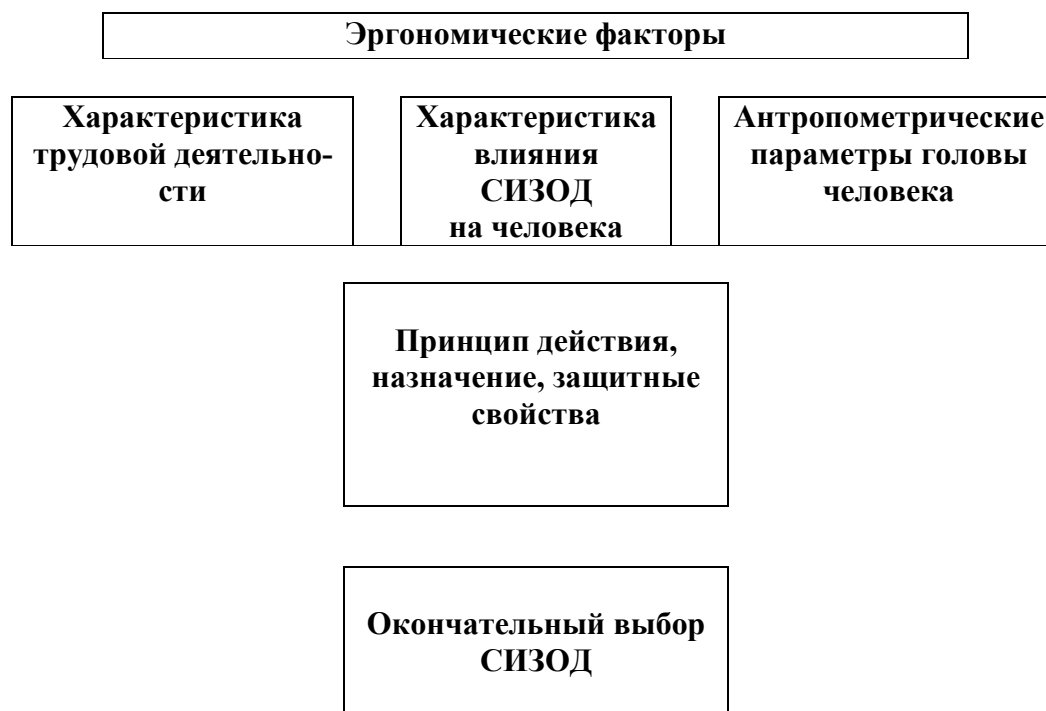 Эргономические факторы
Характеристика
трудовой деятельно-
сти
Характеристика
влияния
СИЗОД
на человека
Антропометрические
параметры головы
человека
Принцип действия,
назначение, защитные
свойства
Окончательный выбор
СИЗОД